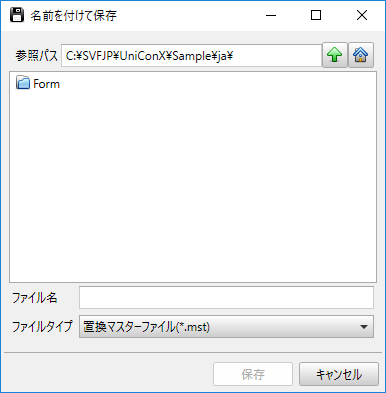 名前を付けて保存
参照パス C:¥SVFJP¥UniConX¥Sample¥ja¥
Form
ファイル名
ファイルタイプ 置換マスターファイル(*.mst)
保存 キャンセル